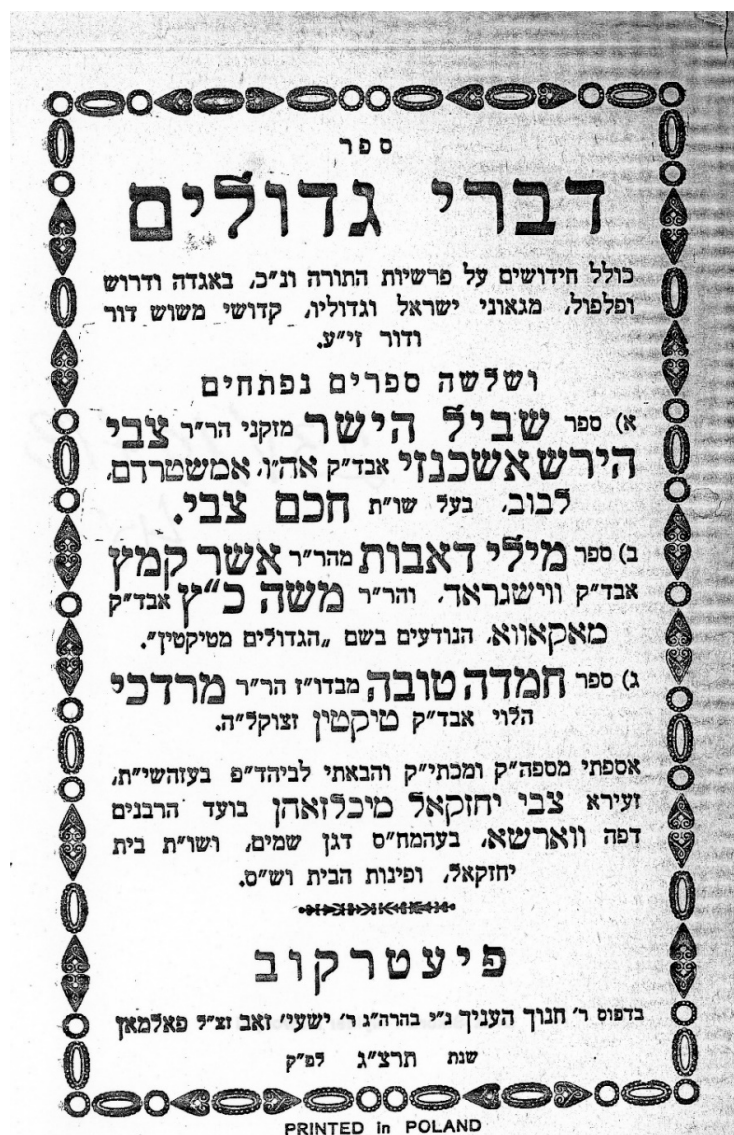 ספר
דברי גדולים
כולל חידושים על פרשיות התורה ונ״כ, באגדה ודרוש
ופלפול, מגאוני ישראל וגדוליו, קדושי משוש דור
ודור זי״ע.
ושלשה ספרים נפתחים
א) ספר שביל הישר מזקני הר״ר צבי
הירש אשכנזי אבד״ק אה״ו, אמשטרדם,
לבוב, בעל שו״ת חכם צבי.
ב) ספר מילי דאבות מהר״ר אשר קמץ
אבד״ק ווישגראד, והר״ר משה כ״ץ אבד״ק
מאקאווא, הנודעים בשם „הגדולים מטיקטין״.
ג) ספר חמדה טובה מבדו״ז הר״ר מרדכי
הלוי אבד״ק טיקטין זצוקל״ה.
אספתי מספה״ק ומכתי״ק והבאתי לביהד״פ בעזהשי״ת,
זעירא צבי יחזקאל מיכלזאהן בועד הרבנים
דפה ווארשא, בעהמח״ס דגן שמים, ושו״ת בית
יחזקאל, ופינות הבית וש״ס.
פיעטרקוב
בדפוס ר׳ חנוך העניך נ״י בהרה״ג ר׳ ישעי׳ זאב זצ״ל פאלמאן
שנת תרצ״ג לפ״ק
PRINTED in POLAND